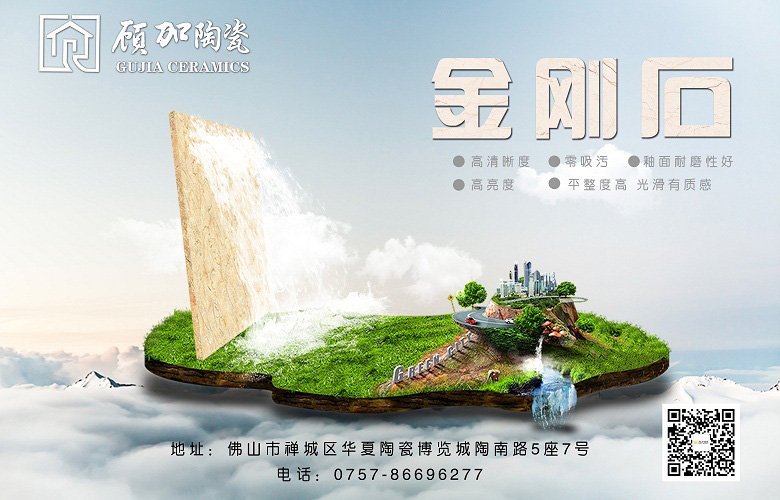 顾加陶瓷
GUJIA CERAMICS
金刚石
●高清晰度 ●零吸污 ●釉面耐磨性好
●高亮度 ●平整度高 光滑有质感
GREEN CITY
地址：佛山市禅城区华夏陶瓷博览城陶南路5座7号
电话：0757-86696277